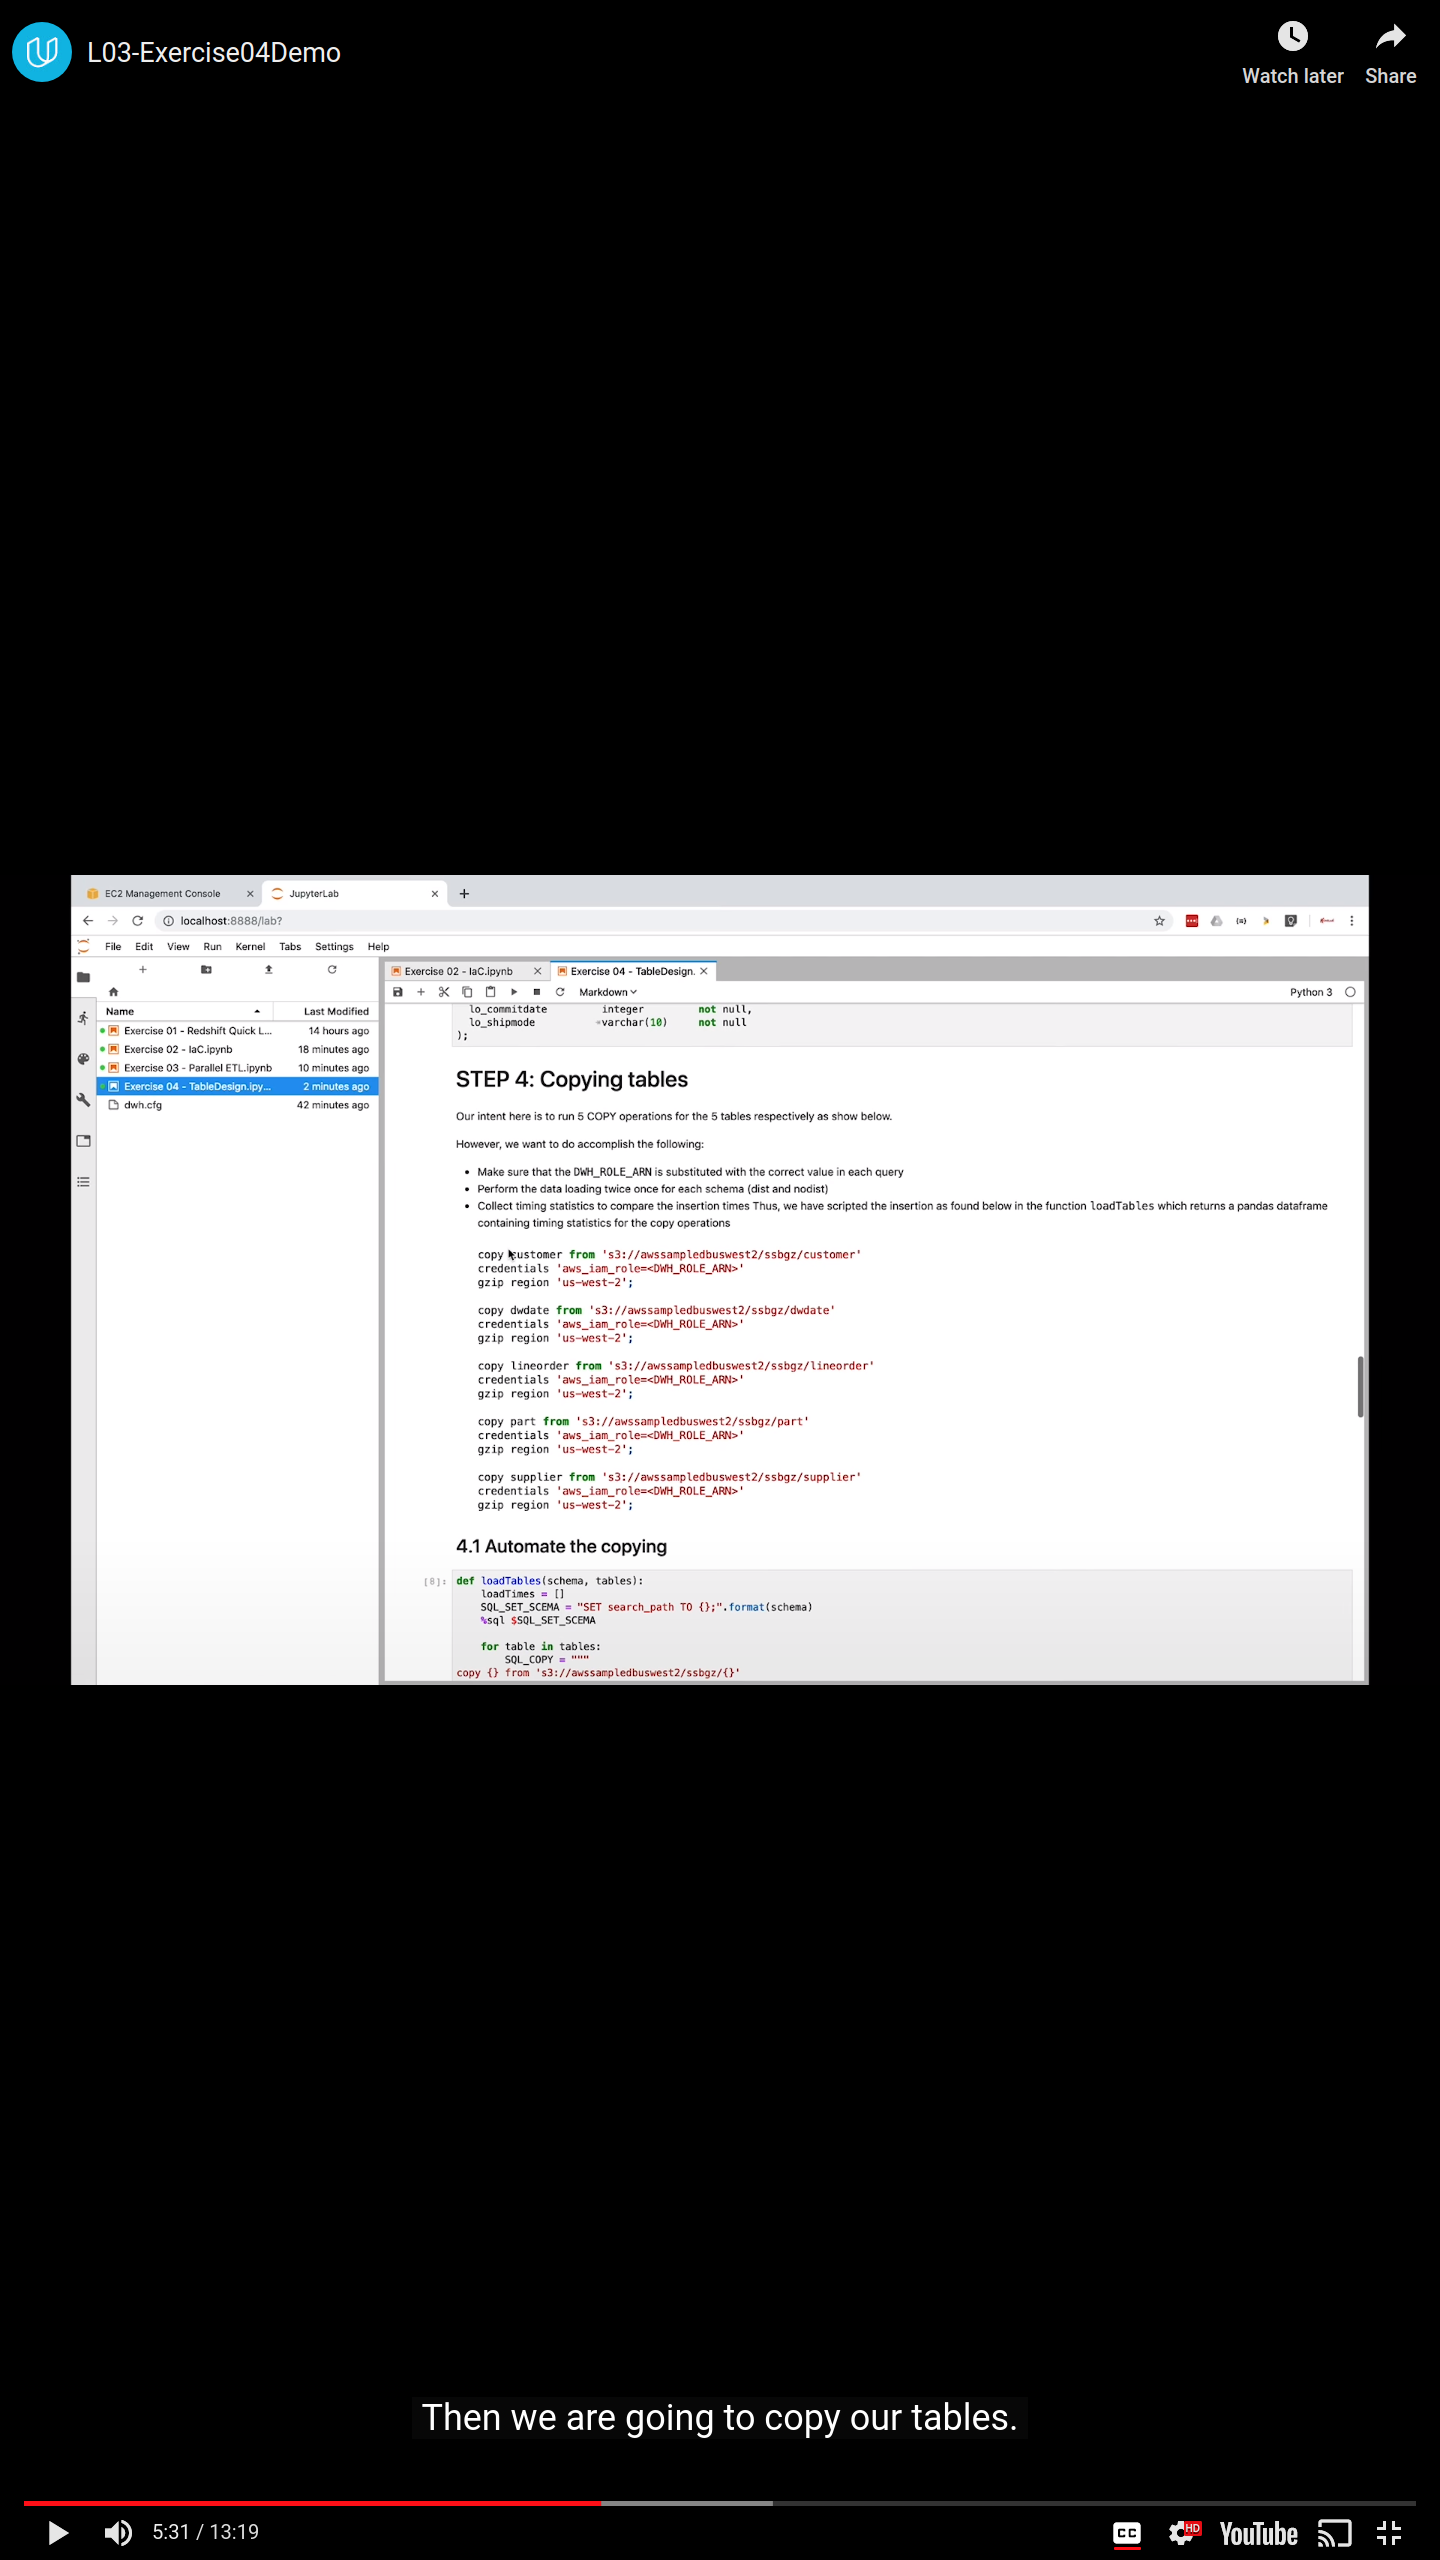 L03-Exercise04Demo
Watch later
Share
EC2 Management Console
JupyterLab
localhost:8888/lab?
File Edit View Run Kernel Tabs Settings Help
Exercise 02 - IaC.ipynb
Exercise 04 - TableDesign.
Markdown
Python 3
Name
Last Modified
Exercise 01 - Redshift Quick L...
14 hours ago
Exercise 02 - IaC.ipynb
18 minutes ago
Exercise 03 - Parallel ETL.ipynb
10 minutes ago
Exercise 04 - TableDesign.ipy...
2 minutes ago
dwh.cfg
42 minutes ago
lo_commitdate integer not null,
lo_shipmode varchar(10) not null
);
STEP 4: Copying tables
Our intent here is to run 5 COPY operations for the 5 tables respectively as show below.
However, we want to do accomplish the following:
• Make sure that the DWH_ROLE_ARN is substituted with the correct value in each query
• Perform the data loading twice once for each schema (dist and nodist)
• Collect timing statistics to compare the insertion times Thus, we have scripted the insertion as found below in the function loadTables which returns a pandas dataframe
containing timing statistics for the copy operations
copy customer from 's3://awssampledbuswest2/ssbgz/customer'
credentials 'aws_iam_role=<DWH_ROLE_ARN>'
gzip region 'us-west-2';
copy dwdate from 's3://awssampledbuswest2/ssbgz/dwdate'
credentials 'aws_iam_role=<DWH_ROLE_ARN>'
gzip region 'us-west-2';
copy lineorder from 's3://awssampledbuswest2/ssbgz/lineorder'
credentials 'aws_iam_role=<DWH_ROLE_ARN>'
gzip region 'us-west-2';
copy part from 's3://awssampledbuswest2/ssbgz/part'
credentials 'aws_iam_role=<DWH_ROLE_ARN>'
gzip region 'us-west-2';
copy supplier from 's3://awssampledbuswest2/ssbgz/supplier'
credentials 'aws_iam_role=<DWH_ROLE_ARN>'
gzip region 'us-west-2';
4.1 Automate the copying
[8]: def loadTables(schema, tables):
loadTimes = []
SQL_SET_SCEMA = "SET search_path TO {};".format(schema)
%sql $SQL_SET_SCEMA
for table in tables:
SQL_COPY = """
copy {} from 's3://awssampledbuswest2/ssbgz/{}'
Then we are going to copy our tables.
5:31 / 13:19
CC
HD
YouTube